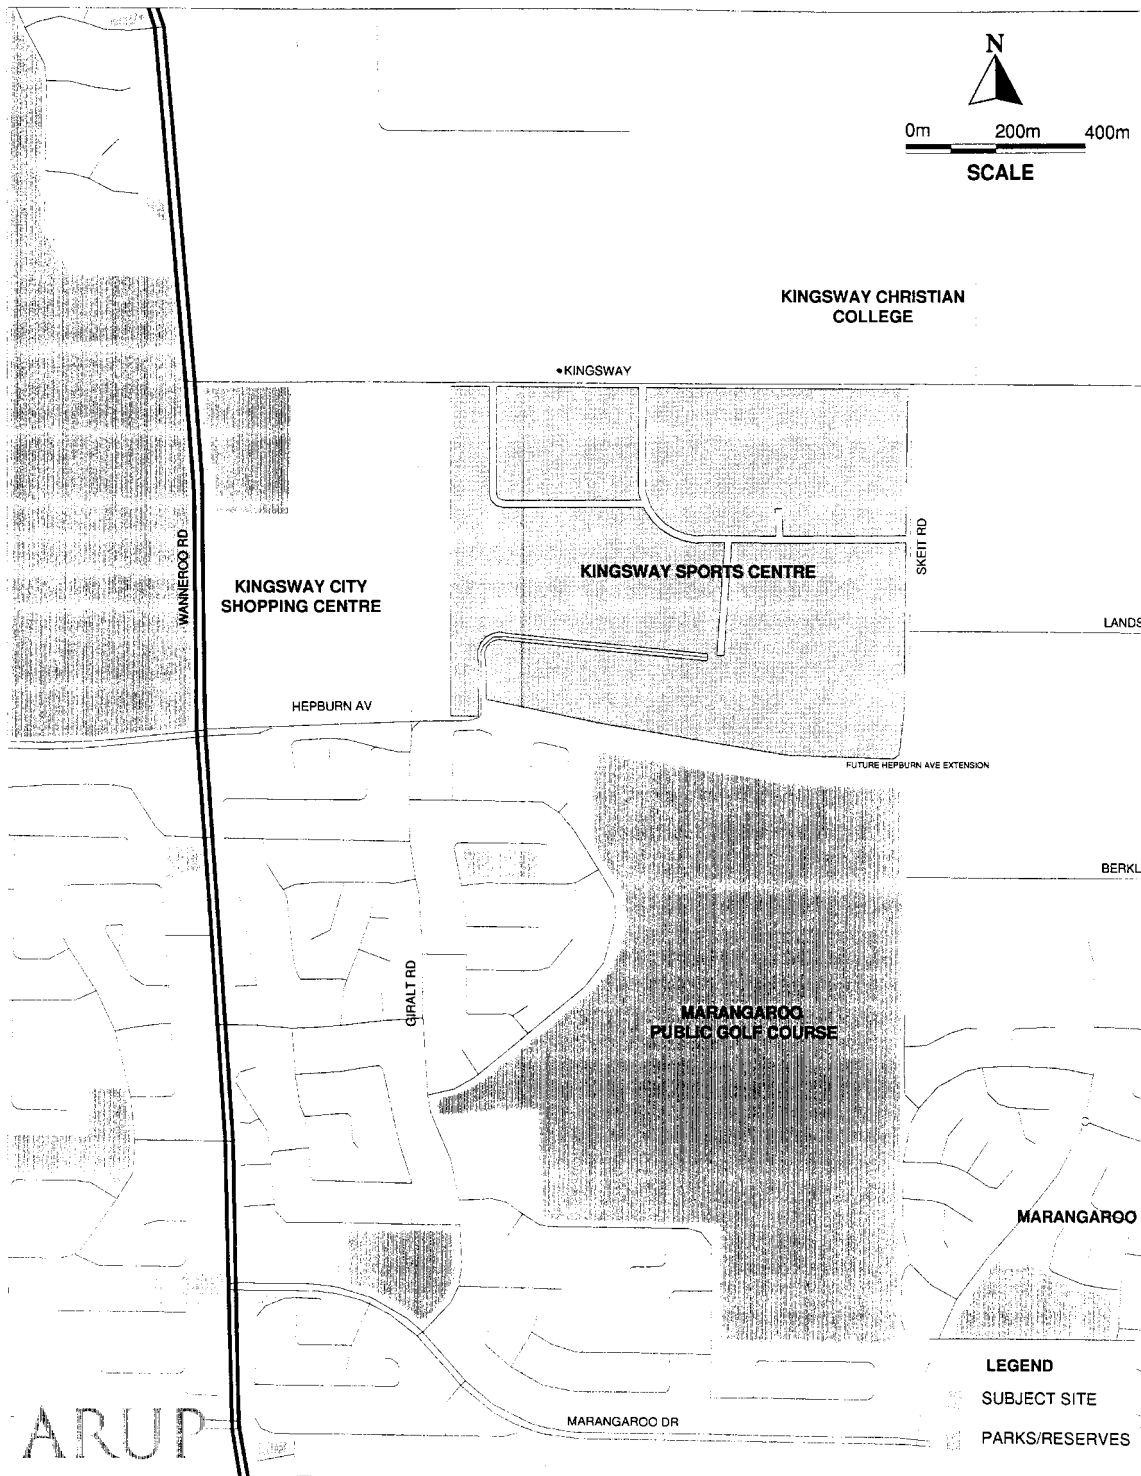 N
0m 200m 400m
SCALE
KINGSWAY CHRISTIAN
COLLEGE
KINGSWAY
WANNEROO RD
SKEIT RD
KINGSWAY SPORTS CENTRE
KINGSWAY CITY
SHOPPING CENTRE
LANDS
HEPBURN AV
FUTURE HEPBURN AVE EXTENSION
BERKL
GIRALT RD
MARANGAROO
PUBLIC GOLF COURSE
MARANGAROO
LEGEND
SUBJECT SITE
PARKS/RESERVES
MARANGAROO DR
ARUP